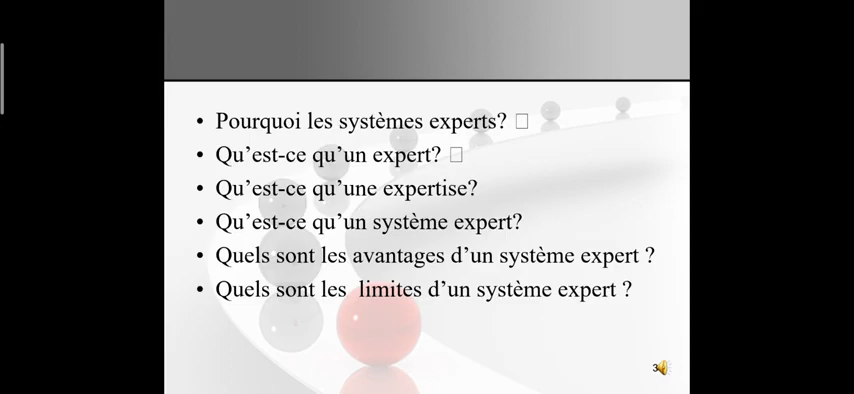 • Pourquoi les systèmes experts? □
• Qu’est-ce qu’un expert? □
• Qu’est-ce qu’une expertise?
• Qu’est-ce qu’un système expert?
• Quels sont les avantages d’un système expert ?
• Quels sont les  limites d’un système expert ?
3